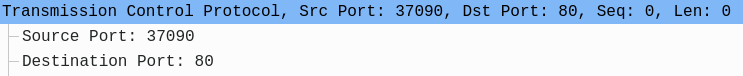 Transmission Control Protocol, Src Port: 37090, Dst Port: 80, Seq: 0, Len: 0
Source Port: 37090
Destination Port: 80